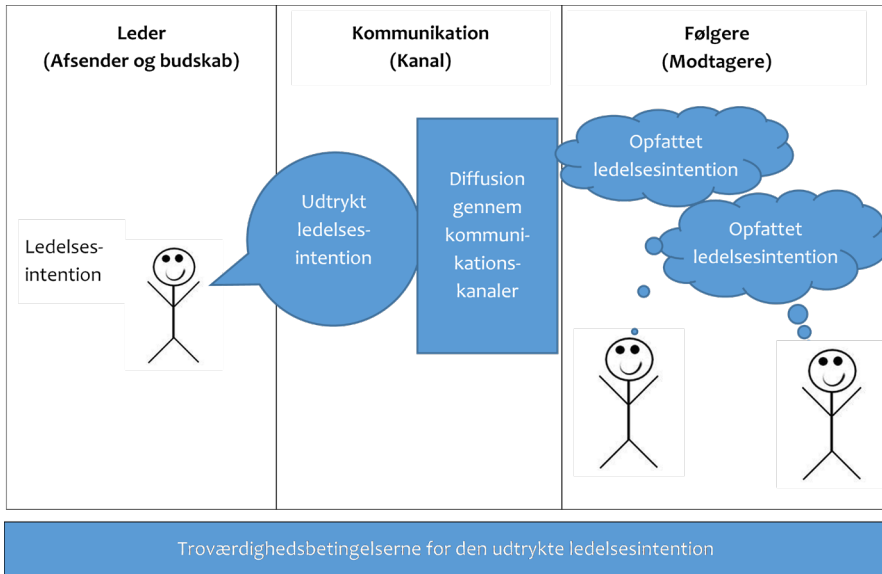 Leder
(Afsender og budskab)
Kommunikation
(Kanal)
Følgere
(Modtagere)
Ledelses-
intention
Udtrykt
ledelses-
intention
Diffusion
gennem
kommuni-
kations-
kanaler
Opfattet
ledelsesintention
Opfattet
ledelsesintention
Troværdighedsbetingelserne for den udtrykte ledelsesintention